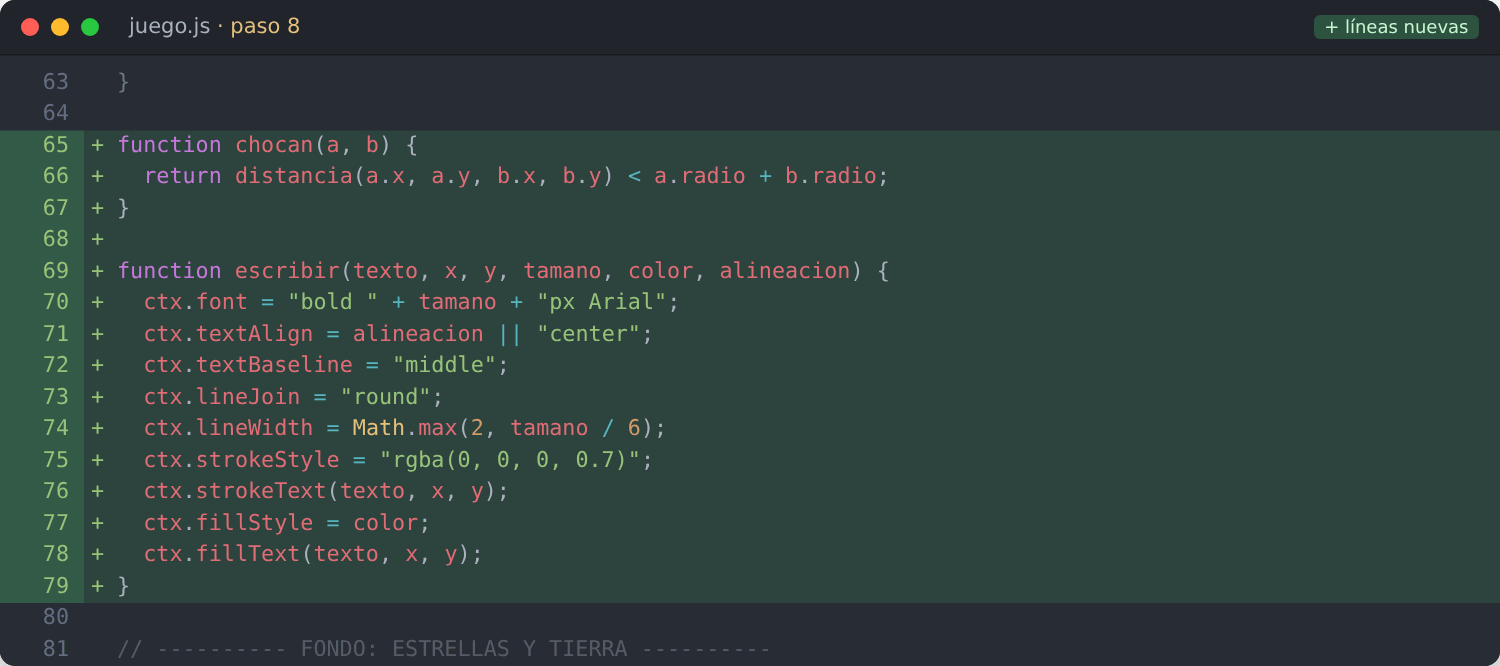 juego.js · paso 8
+ líneas nuevas
63 }
64
65 + function chocan(a, b) {
66 +   return distancia(a.x, a.y, b.x, b.y) < a.radio + b.radio;
67 + }
68 +
69 + function escribir(texto, x, y, tamano, color, alineacion) {
70 +   ctx.font = "bold " + tamano + "px Arial";
71 +   ctx.textAlign = alineacion || "center";
72 +   ctx.textBaseline = "middle";
73 +   ctx.lineJoin = "round";
74 +   ctx.lineWidth = Math.max(2, tamano / 6);
75 +   ctx.strokeStyle = "rgba(0, 0, 0, 0.7)";
76 +   ctx.strokeText(texto, x, y);
77 +   ctx.fillStyle = color;
78 +   ctx.fillText(texto, x, y);
79 + }
80
81 // ---------- FONDO: ESTRELLAS Y TIERRA ----------